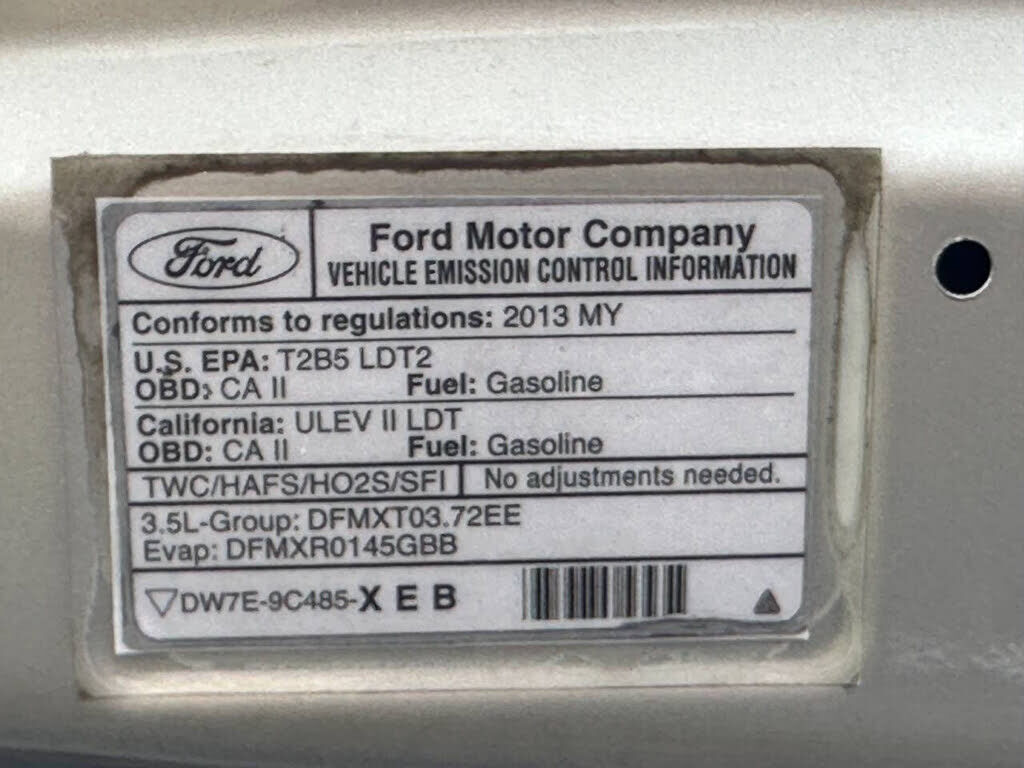 Ford
Ford Motor Company
VEHICLE EMISSION CONTROL INFORMATION
Conforms to regulations: 2013 MY
U.S. EPA: T2B5 LDT2
OBD: CA II Fuel: Gasoline
California: ULEV II LDT
OBD: CA II Fuel: Gasoline
TWC/HAFS/HO2S/SFI No adjustments needed.
3.5L-Group: DFMXT03.72EE
Evap: DFMXR0145GBB
▽DW7E-9C485-X E B